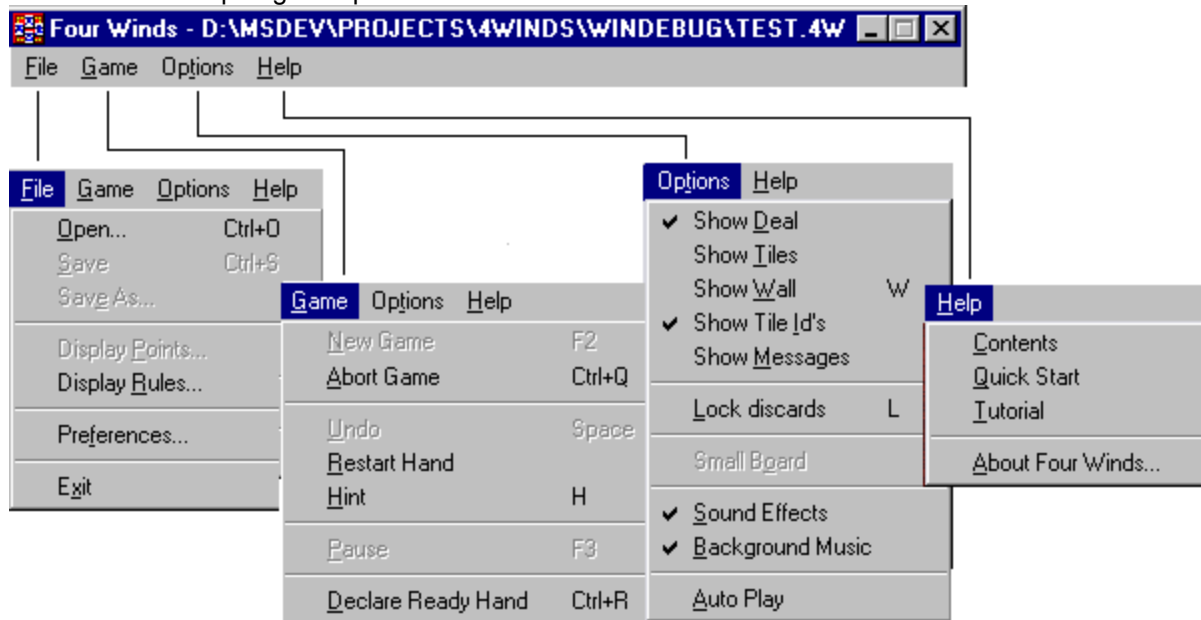 Four Winds - D:\MSDEV\PROJECTS\4WINDS\WINDEBUG\TEST.4W
File Game Options Help
File Game Options Help
Open... Ctrl+O
Save Ctrl+S
Save As...
Display Points...
Display Rules...
Preferences...
Exit
Game Options Help
New Game F2
Abort Game Ctrl+Q
Undo Space
Restart Hand
Hint H
Pause F3
Declare Ready Hand Ctrl+R
Options Help
Show Deal
Show Tiles
Show Wall W
Show Tile Id's
Show Messages
Lock discards L
Small Board
Sound Effects
Background Music
Auto Play
Help
Contents
Quick Start
Tutorial
About Four Winds...